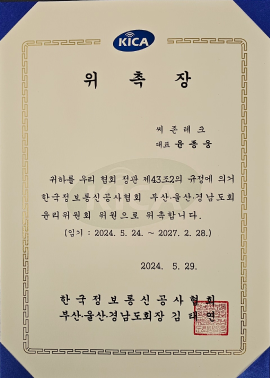 KICA
위촉장
씨존테크
대표 윤풍웅
귀하를 우리 협회 정관 제43조2의 규정에 의거
한국정보통신공사협회 부산·울산·경남도회
윤리위원회 위원으로 위촉합니다.
(임기 : 2024. 5. 24. ~ 2027. 2. 28.)
2024. 5. 29.
한국정보통신공사협회
부산·울산·경남도회장 김태연